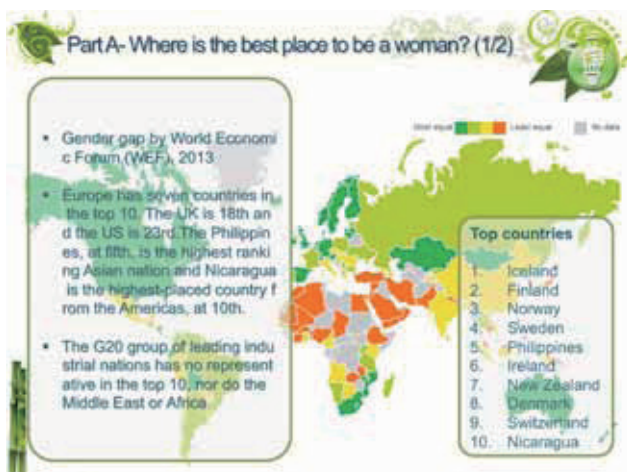 Part A- Where is the best place to be a woman? (1/2)
Most equal
Least equal
No data
• Gender gap by World Economi
c Forum (WEF), 2013
• Europe has seven countries in
the top 10. The UK is 18th an
d the US is 23rd. The Philippin
es, at fifth, is the highest ranki
ng Asian nation and Nicaragua
is the highest-placed country f
rom the Americas, at 10th.
• The G20 group of leading indu
strial nations has no represent
ative in the top 10, nor do the
Middle East or Africa
Top countries
1. Iceland
2. Finland
3. Norway
4. Sweden
5. Philippines
6. Ireland
7. New Zealand
8. Denmark
9. Switzerland
10. Nicaragua